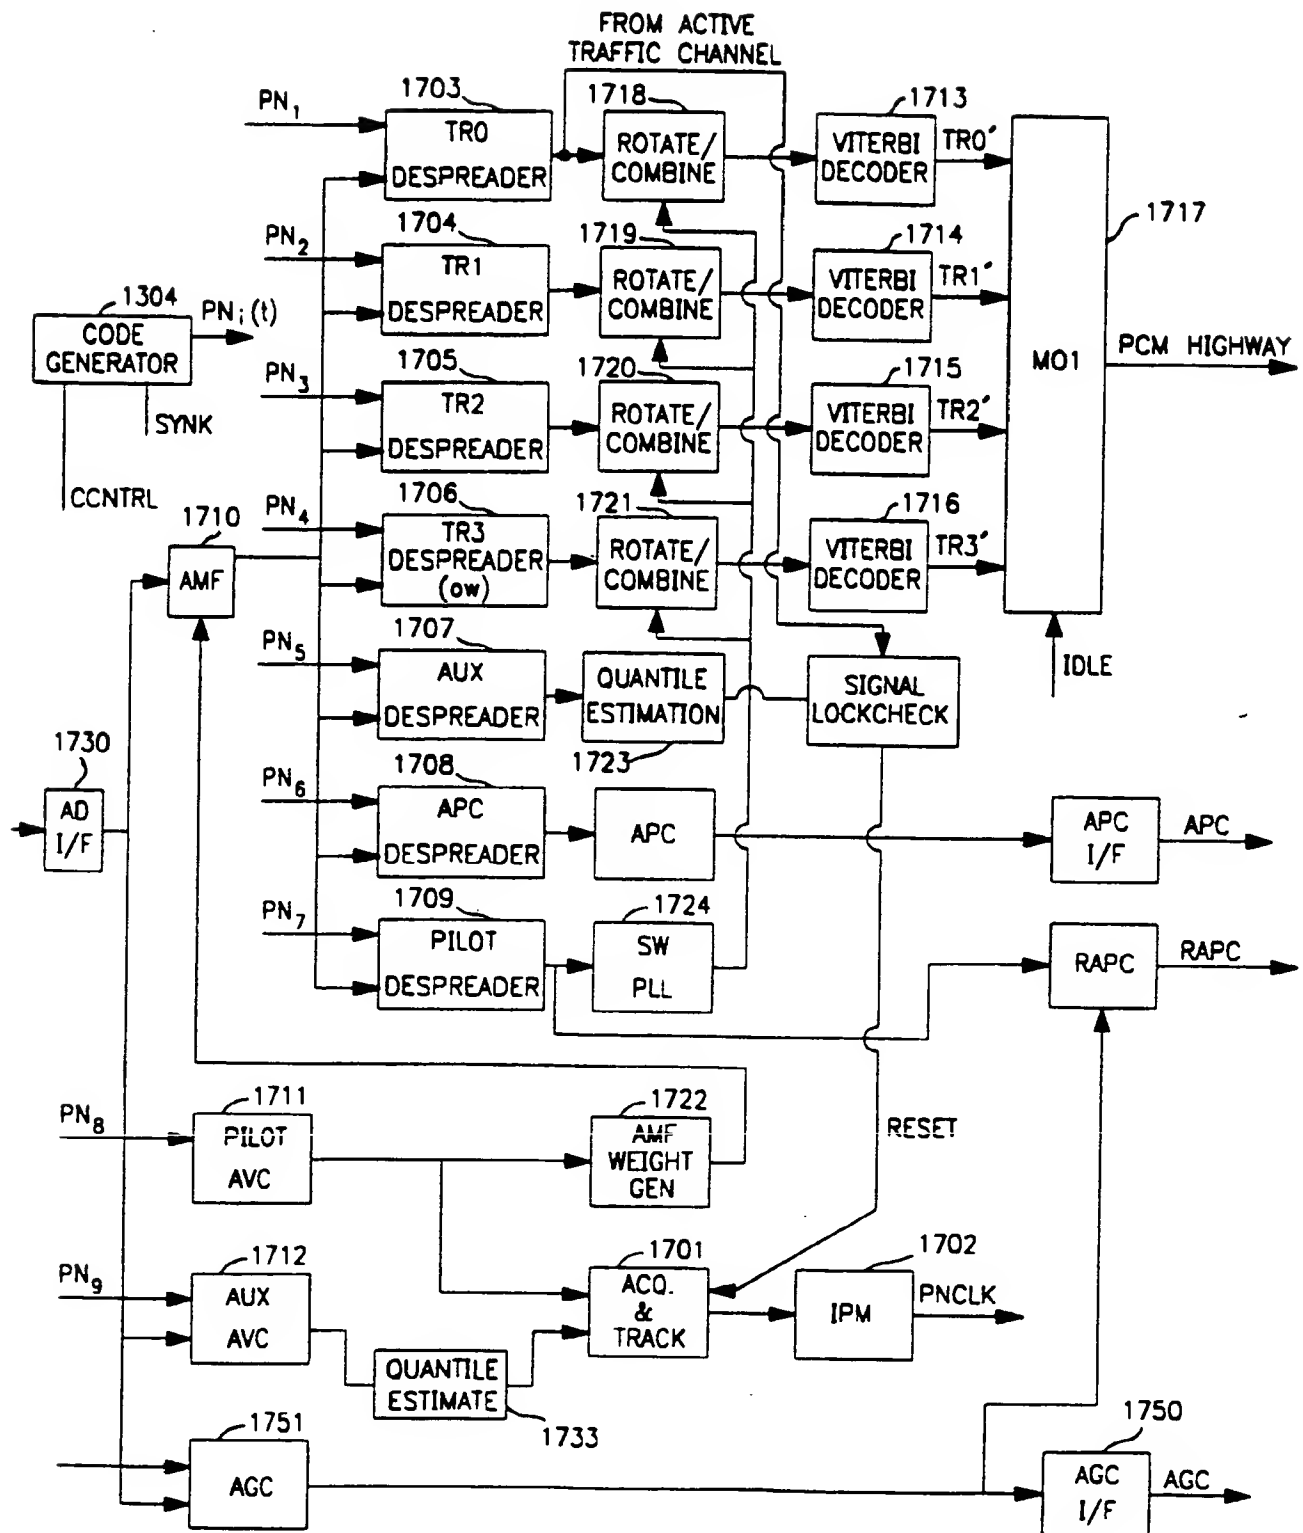 FROM ACTIVE
TRAFFIC CHANNEL
PN1
1703
TR0
DESPREADER
1718
ROTATE/
COMBINE
1713
VITERBI
DECODER
TR0'
PN2
1704
TR1
DESPREADER
1719
ROTATE/
COMBINE
1714
VITERBI
DECODER
TR1'
1717
MO1
PCM HIGHWAY
1304
CODE
GENERATOR
PNi(t)
SYNK
CCNTRL
PN3
1705
TR2
DESPREADER
1720
ROTATE/
COMBINE
1715
VITERBI
DECODER
TR2'
PN4
1706
TR3
DESPREADER
(OW)
1721
ROTATE/
COMBINE
1716
VITERBI
DECODER
TR3'
IDLE
1710
AMF
PN5
1707
AUX
DESPREADER
QUANTILE
ESTIMATION
1723
SIGNAL
LOCKCHECK
1730
AD
I/F
PN6
1708
APC
DESPREADER
APC
APC
I/F
APC
PN7
1709
PILOT
DESPREADER
1724
SW
PLL
RAPC
RAPC
PN8
1711
PILOT
AVC
1722
AMF
WEIGHT
GEN
RESET
PN9
1712
AUX
AVC
QUANTILE
ESTIMATE
1733
1701
ACQ.
&
TRACK
1702
IPM
PNCLK
1751
AGC
1750
AGC
I/F
AGC